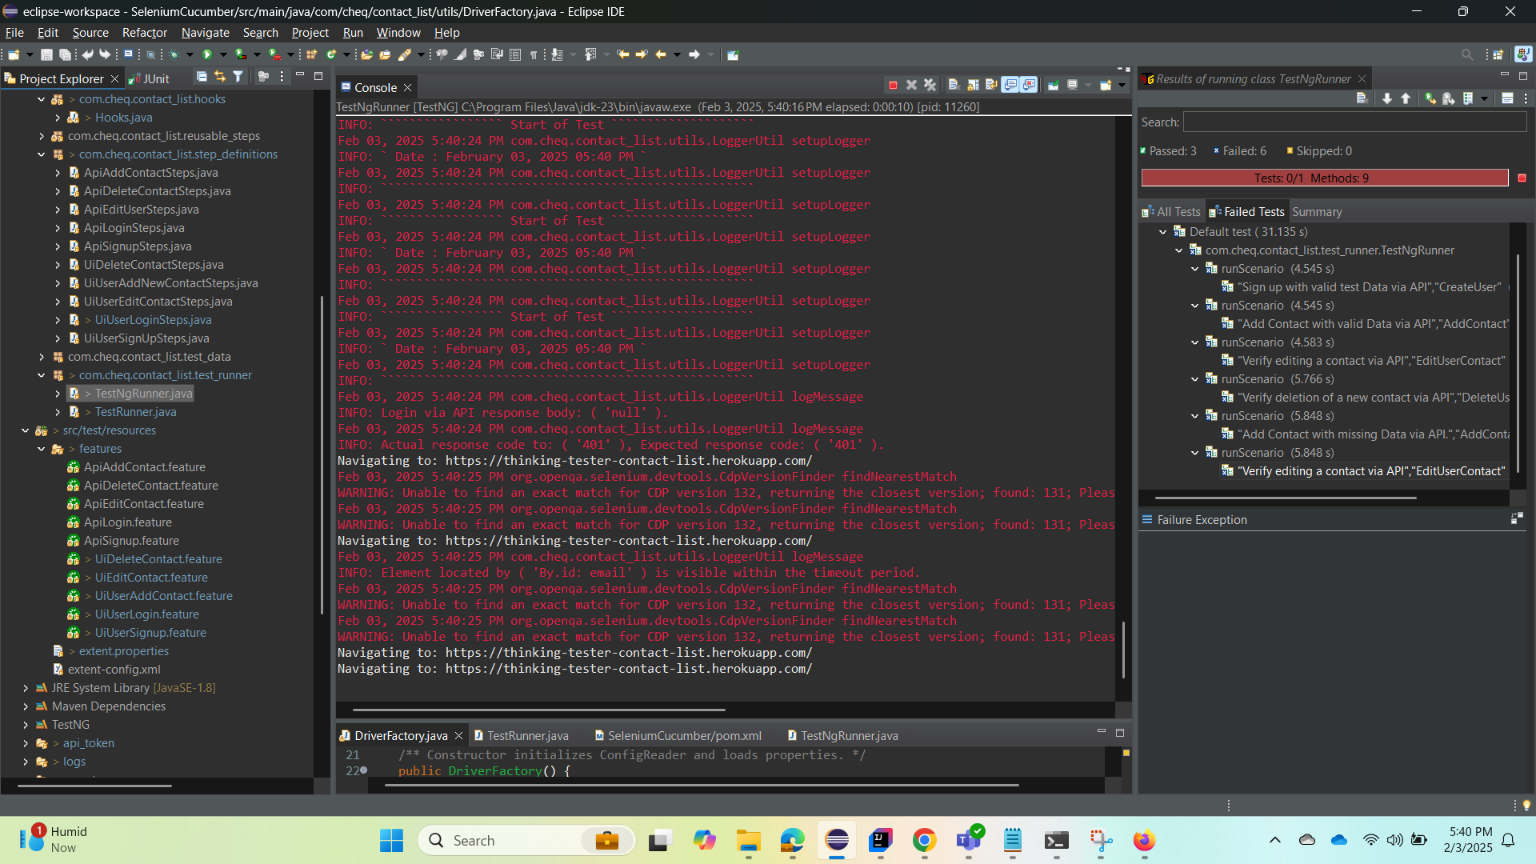 eclipse-workspace - SeleniumCucumber/src/main/java/com/cheq/contact_list/utils/DriverFactory.java - Eclipse IDE
File Edit Source Refactor Navigate Search Project Run Window Help
Project Explorer JUnit
com.cheq.contact_list.hooks
> Hooks.java
com.cheq.contact_list.reusable_steps
> com.cheq.contact_list.step_definitions
ApiAddContactSteps.java
ApiDeleteContactSteps.java
ApiEditUserSteps.java
ApiLoginSteps.java
ApiSignupSteps.java
UiDeleteContactSteps.java
UiUserAddNewContactSteps.java
UiUserEditContactSteps.java
> UiUserLoginSteps.java
UiUserSignUpSteps.java
com.cheq.contact_list.test_data
> com.cheq.contact_list.test_runner
> TestNgRunner.java
> TestRunner.java
> src/test/resources
> features
ApiAddContact.feature
ApiDeleteContact.feature
ApiEditContact.feature
ApiLogin.feature
ApiSignup.feature
> UiDeleteContact.feature
> UiEditContact.feature
> UiUserAddContact.feature
> UiUserLogin.feature
> UiUserSignup.feature
> extent.properties
extent-config.xml
JRE System Library [JavaSE-1.8]
Maven Dependencies
TestNG
> api_token
> logs
Console
TestNgRunner [TestNG] C:\Program Files\Java\jdk-23\bin\javaw.exe (Feb 3, 2025, 5:40:16 PM elapsed: 0:00:10) [pid: 11260]
INFO: ```````````````` Start of Test ```````````````````
Feb 03, 2025 5:40:24 PM com.cheq.contact_list.utils.LoggerUtil setupLogger
INFO: ` Date : February 03, 2025 05:40 PM `
Feb 03, 2025 5:40:24 PM com.cheq.contact_list.utils.LoggerUtil setupLogger
INFO: ````````````````````````````````````````````````````
Feb 03, 2025 5:40:24 PM com.cheq.contact_list.utils.LoggerUtil setupLogger
INFO: ```````````````` Start of Test ```````````````````
Feb 03, 2025 5:40:24 PM com.cheq.contact_list.utils.LoggerUtil setupLogger
INFO: ` Date : February 03, 2025 05:40 PM `
Feb 03, 2025 5:40:24 PM com.cheq.contact_list.utils.LoggerUtil setupLogger
INFO: ````````````````````````````````````````````````````
Feb 03, 2025 5:40:24 PM com.cheq.contact_list.utils.LoggerUtil setupLogger
INFO: ```````````````` Start of Test ```````````````````
Feb 03, 2025 5:40:24 PM com.cheq.contact_list.utils.LoggerUtil setupLogger
INFO: ` Date : February 03, 2025 05:40 PM `
Feb 03, 2025 5:40:24 PM com.cheq.contact_list.utils.LoggerUtil setupLogger
INFO: ````````````````````````````````````````````````````
Feb 03, 2025 5:40:24 PM com.cheq.contact_list.utils.LoggerUtil logMessage
INFO: Login via API response body: ( 'null' ).
Feb 03, 2025 5:40:24 PM com.cheq.contact_list.utils.LoggerUtil logMessage
INFO: Actual response code to: ( '401' ), Expected response code: ( '401' ).
Navigating to: https://thinking-tester-contact-list.herokuapp.com/
Feb 03, 2025 5:40:25 PM org.openqa.selenium.devtools.CdpVersionFinder findNearestMatch
WARNING: Unable to find an exact match for CDP version 132, returning the closest version; found: 131; Pleas
Feb 03, 2025 5:40:25 PM org.openqa.selenium.devtools.CdpVersionFinder findNearestMatch
WARNING: Unable to find an exact match for CDP version 132, returning the closest version; found: 131; Pleas
Navigating to: https://thinking-tester-contact-list.herokuapp.com/
Feb 03, 2025 5:40:25 PM com.cheq.contact_list.utils.LoggerUtil logMessage
INFO: Element located by ( 'By.id: email' ) is visible within the timeout period.
Feb 03, 2025 5:40:25 PM org.openqa.selenium.devtools.CdpVersionFinder findNearestMatch
WARNING: Unable to find an exact match for CDP version 132, returning the closest version; found: 131; Pleas
Feb 03, 2025 5:40:25 PM org.openqa.selenium.devtools.CdpVersionFinder findNearestMatch
WARNING: Unable to find an exact match for CDP version 132, returning the closest version; found: 131; Pleas
Navigating to: https://thinking-tester-contact-list.herokuapp.com/
Navigating to: https://thinking-tester-contact-list.herokuapp.com/
DriverFactory.java TestRunner.java SeleniumCucumber/pom.xml TestNgRunner.java
21 /** Constructor initializes ConfigReader and loads properties. */
22 public DriverFactory() {
Results of running class TestNgRunner
Search:
Passed: 3 Failed: 6 Skipped: 0
Tests: 0/1 Methods: 9
All Tests Failed Tests Summary
Default test ( 31.135 s)
com.cheq.contact_list.test_runner.TestNgRunner
runScenario (4.545 s)
"Sign up with valid test Data via API","CreateUser"
runScenario (4.545 s)
"Add Contact with valid Data via API","AddContact"
runScenario (4.583 s)
"Verify editing a contact via API","EditUserContact"
runScenario (5.766 s)
"Verify deletion of a new contact via API","DeleteUs
runScenario (5.848 s)
"Add Contact with missing Data via API.","AddConta
runScenario (5.848 s)
"Verify editing a contact via API","EditUserContact"
Failure Exception
1 Humid
Now
Search
5:40 PM
2/3/2025